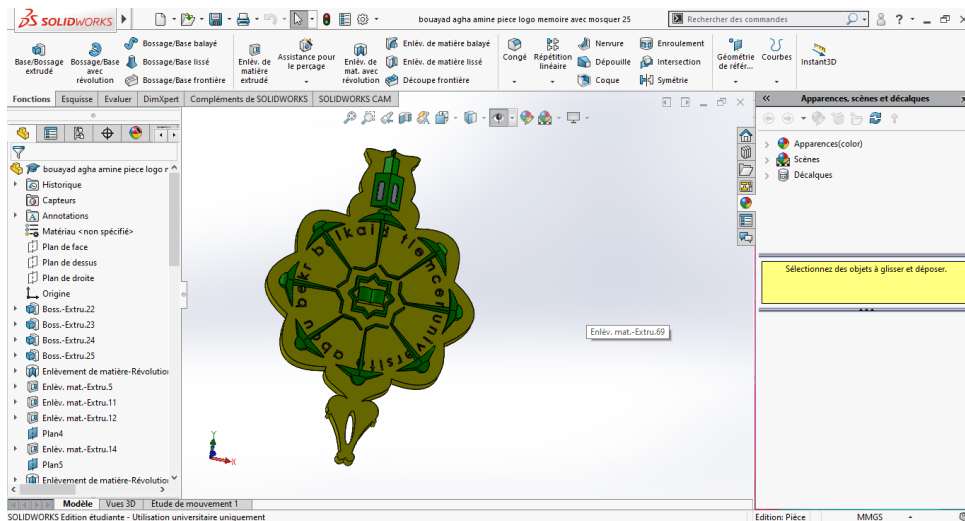 SOLIDWORKS
bouayad agha amine piece logo memoire avec mosquer 25
Rechercher des commandes
Base/Bossage extrudé
Bossage/Base avec révolution
Bossage/Base balayé
Bossage/Base lissé
Bossage/Base frontière
Enlèv. de matière extrudé
Assistance pour le perçage
Enlèv. de mat. avec révolution
Enlèv. de matière balayé
Enlèv. de matière lissé
Découpe frontière
Congé
Répétition linéaire
Nervure
Dépouille
Coque
Enroulement
Intersection
Symétrie
Géométrie de référ...
Courbes
Instant3D
Fonctions
Esquisse
Evaluer
DimXpert
Compléments de SOLIDWORKS
SOLIDWORKS CAM
Apparences, scènes et décalques
bouayad agha amine piece logo r
Historique
Capteurs
Annotations
Matériau <non spécifié>
Plan de face
Plan de dessus
Plan de droite
Origine
Boss.-Extru.22
Boss.-Extru.23
Boss.-Extru.24
Boss.-Extru.25
Enlèvement de matière-Révolution
Enlèv. mat.-Extru.5
Enlèv. mat.-Extru.11
Enlèv. mat.-Extru.12
Plan4
Enlèv. mat.-Extru.14
Plan5
Enlèvement de matière-Révolution
bekr belkaid tlemcen
Enlèv. mat.-Extru.69
Y
X
Apparences(color)
Scènes
Décalques
Sélectionnez des objets à glisser et déposer.
Modèle
Vues 3D
Etude de mouvement 1
SOLIDWORKS Edition étudiante - Utilisation universitaire uniquement
Edition: Pièce
MMGS